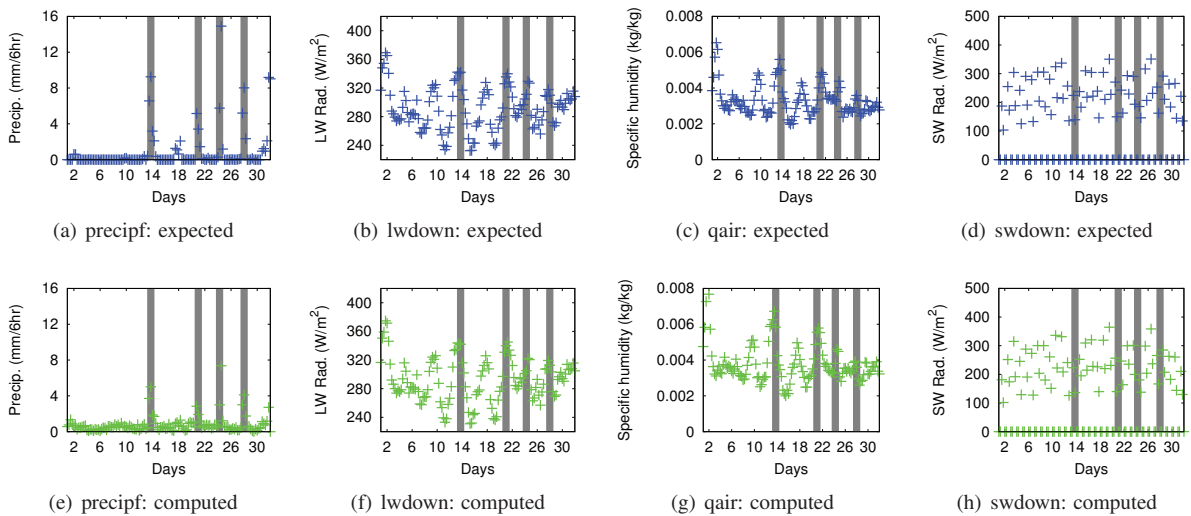 Precip. (mm/6hr)
16
12
8
4
0
2 6 10 14 18 22 26 30
Days
(a) precipf: expected
LW Rad. (W/m²)
400
360
320
280
240
2 6 10 14 18 22 26 30
Days
(b) lwdown: expected
Specific humidity (kg/kg)
0.008
0.006
0.004
0.002
0
2 6 10 14 18 22 26 30
Days
(c) qair: expected
SW Rad. (W/m²)
500
400
300
200
100
0
2 6 10 14 18 22 26 30
Days
(d) swdown: expected
Precip. (mm/6hr)
16
12
8
4
0
2 6 10 14 18 22 26 30
Days
(e) precipf: computed
LW Rad. (W/m²)
400
360
320
280
240
2 6 10 14 18 22 26 30
Days
(f) lwdown: computed
Specific humidity (kg/kg)
0.008
0.006
0.004
0.002
0
2 6 10 14 18 22 26 30
Days
(g) qair: computed
SW Rad. (W/m²)
500
400
300
200
100
0
2 6 10 14 18 22 26 30
Days
(h) swdown: computed